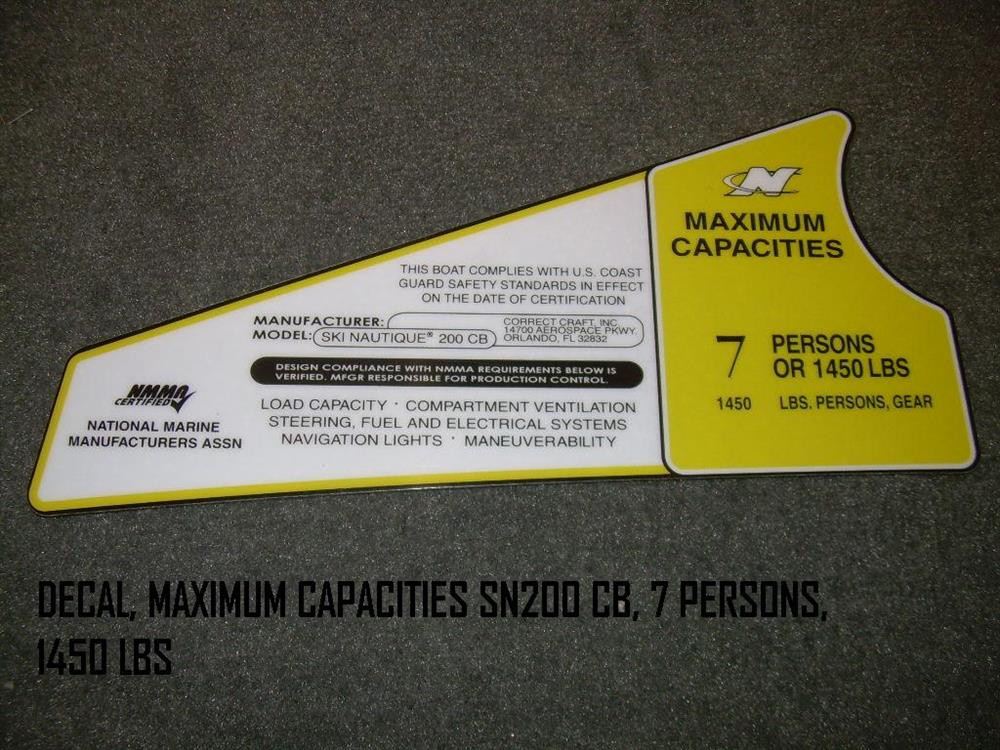 N
MAXIMUM
CAPACITIES
7 PERSONS
OR 1450 LBS
1450 LBS. PERSONS, GEAR
THIS BOAT COMPLIES WITH U.S. COAST
GUARD SAFETY STANDARDS IN EFFECT
ON THE DATE OF CERTIFICATION
MANUFACTURER: CORRECT CRAFT, INC.
14700 AEROSPACE PKWY.
MODEL: SKI NAUTIQUE® 200 CB ORLANDO, FL 32832
DESIGN COMPLIANCE WITH NMMA REQUIREMENTS BELOW IS
VERIFIED. MFGR RESPONSIBLE FOR PRODUCTION CONTROL.
LOAD CAPACITY · COMPARTMENT VENTILATION
STEERING, FUEL AND ELECTRICAL SYSTEMS
NAVIGATION LIGHTS · MANEUVERABILITY
NMMA
CERTIFIED
NATIONAL MARINE
MANUFACTURERS ASSN
DECAL, MAXIMUM CAPACITIES SN200 CB, 7 PERSONS,
1450 LBS